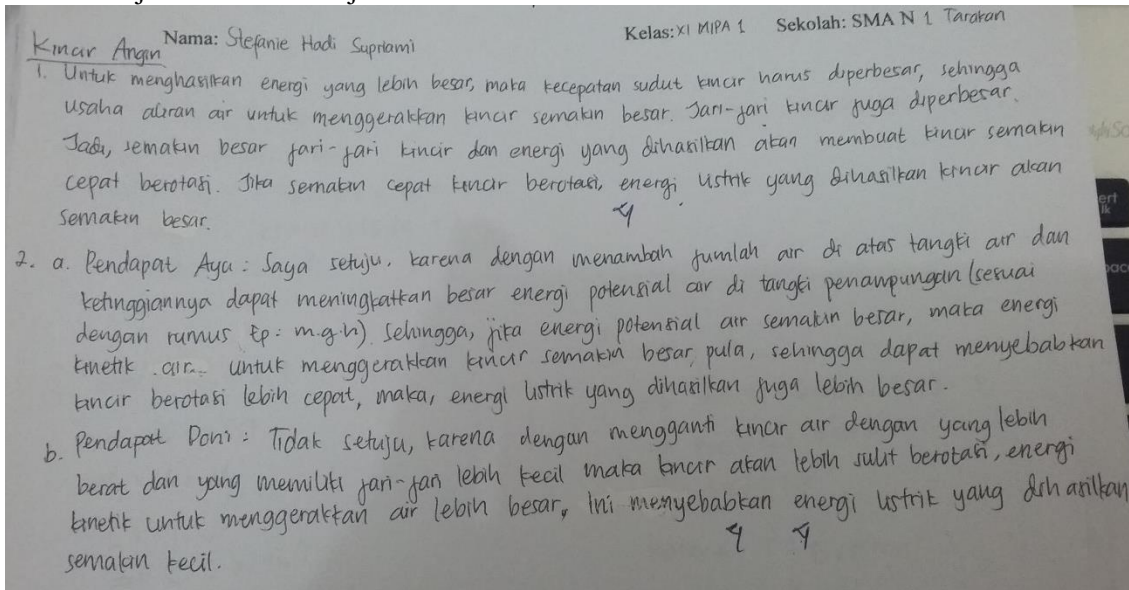 Nama: Stefanie Hadi Supriami Kelas: XI MIPA 1 Sekolah: SMA N 1 Tarakan
Kincir Angin
1. Untuk menghasilkan energi yang lebih besar, maka kecepatan sudut kincir harus diperbesar, sehingga
usaha aliran air untuk menggerakkan kincir semakin besar. Jari-jari kincir juga diperbesar.
Jadi, semakin besar jari-jari kincir dan energi yang dihasilkan akan membuat kincir semakin
cepat berotasi. Jika semakin cepat kincir berotasi, energi listrik yang dihasilkan kincir akan
semakin besar.
4
2. a. Pendapat Ayu : Saya setuju, karena dengan menambah jumlah air di atas tangki air dan
ketinggiannya dapat meningkatkan besar energi potensial air di tangki penampungan (sesuai
dengan rumus Ep = m.g.h). Sehingga, jika energi potensial air semakin besar, maka energi
kinetik air untuk menggerakkan kincir semakin besar pula, sehingga dapat menyebabkan
kincir berotasi lebih cepat, maka, energi listrik yang dihasilkan juga lebih besar.
b. Pendapat Doni : Tidak setuju, karena dengan mengganti kincir air dengan yang lebih
berat dan yang memiliki jari-jari lebih kecil maka kincir akan lebih sulit berotasi, energi
kinetik untuk menggerakkan air lebih besar, Ini menyebabkan energi listrik yang dihasilkan
semakin kecil.
4 4